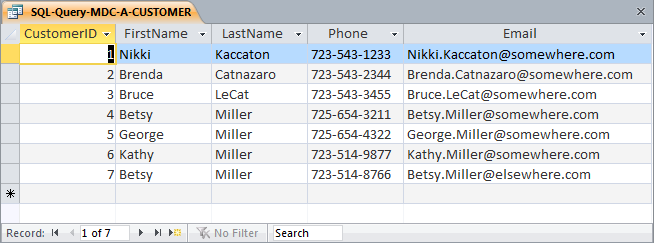 SQL-Query-MDC-A-CUSTOMER
CustomerID FirstName LastName Phone Email
1 Nikki Kaccaton 723-543-1233 Nikki.Kaccaton@somewhere.com
2 Brenda Catnazaro 723-543-2344 Brenda.Catnazaro@somewhere.com
3 Bruce LeCat 723-543-3455 Bruce.LeCat@somewhere.com
4 Betsy Miller 725-654-3211 Betsy.Miller@somewhere.com
5 George Miller 725-654-4322 George.Miller@somewhere.com
6 Kathy Miller 723-514-9877 Kathy.Miller@somewhere.com
7 Betsy Miller 723-514-8766 Betsy.Miller@elsewhere.com
Record: 1 of 7 No Filter Search